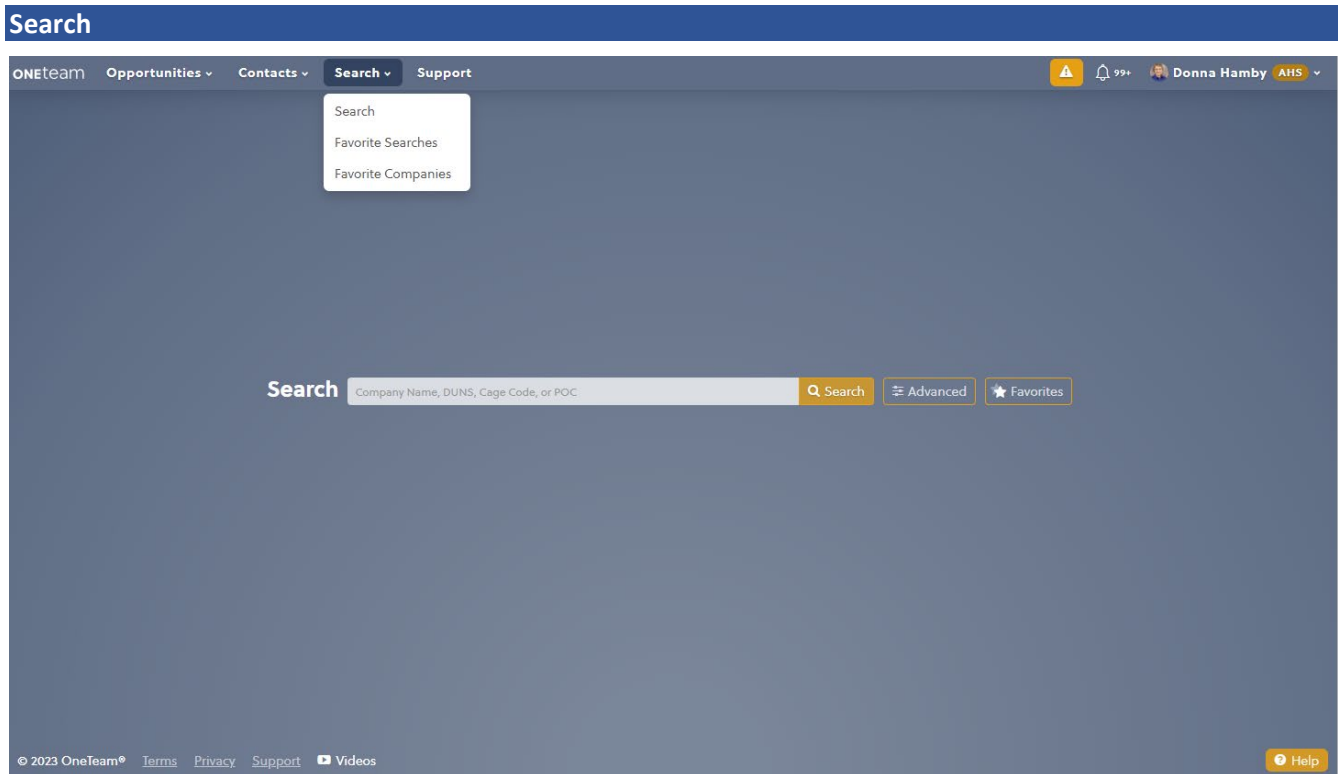 Search
ONEteam Opportunities Contacts Search Support 99+ Donna Hamby AHS
Search
Favorite Searches
Favorite Companies
Search Company Name, DUNS, Cage Code, or POC Search Advanced Favorites
© 2023 OneTeam® Terms Privacy Support Videos Help